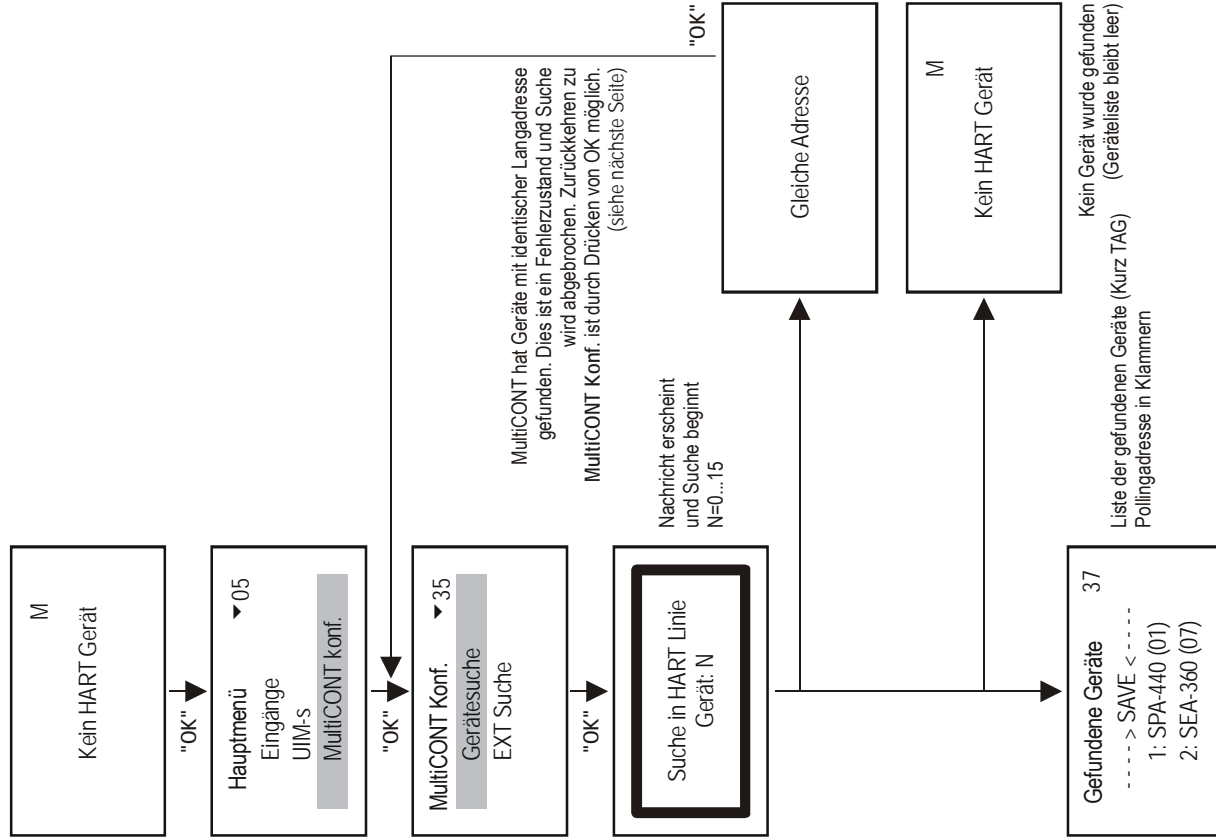 M
Kein HART Gerät
"OK"
Hauptmenü ▼05
Eingänge
UIM-s
MultiCONT konf.
"OK"
MultiCONT Konf. ▼35
Gerätesuche
EXT Suche
"OK"
Suche in HART Linie
Gerät: N
Nachricht erscheint
und Suche beginnt
N=0...15
MultiCONT hat Geräte mit identischer Langadresse
gefunden. Dies ist ein Fehlerzustand und Suche
wird abgebrochen. Zurückkehren zu
MultiCONT Konf. ist durch Drücken von OK möglich.
(siehe nächste Seite)
"OK"
Gleiche Adresse
M
Kein HART Gerät
Kein Gerät wurde gefunden
(Geräteliste bleibt leer)
Gefundene Geräte 37
- - - - > SAVE < - - - -
1: SPA-440 (01)
2: SEA-360 (07)
Liste der gefundenen Geräte (Kurz TAG)
Pollingadresse in Klammern